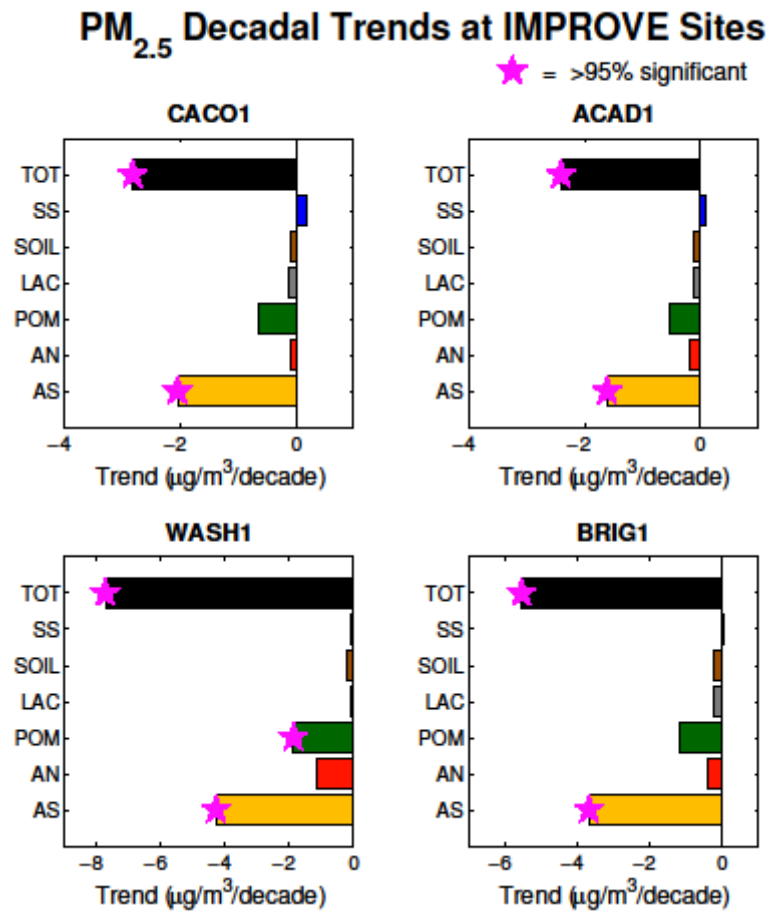 PM2.5 Decadal Trends at IMPROVE Sites
★ = >95% significant
CACO1
TOT
SS
SOIL
LAC
POM
AN
AS
−4 −2 0
Trend (μg/m³/decade)
ACAD1
TOT
SS
SOIL
LAC
POM
AN
AS
−4 −2 0
Trend (μg/m³/decade)
WASH1
TOT
SS
SOIL
LAC
POM
AN
AS
−8 −6 −4 −2 0
Trend (μg/m³/decade)
BRIG1
TOT
SS
SOIL
LAC
POM
AN
AS
−6 −4 −2 0
Trend (μg/m³/decade)